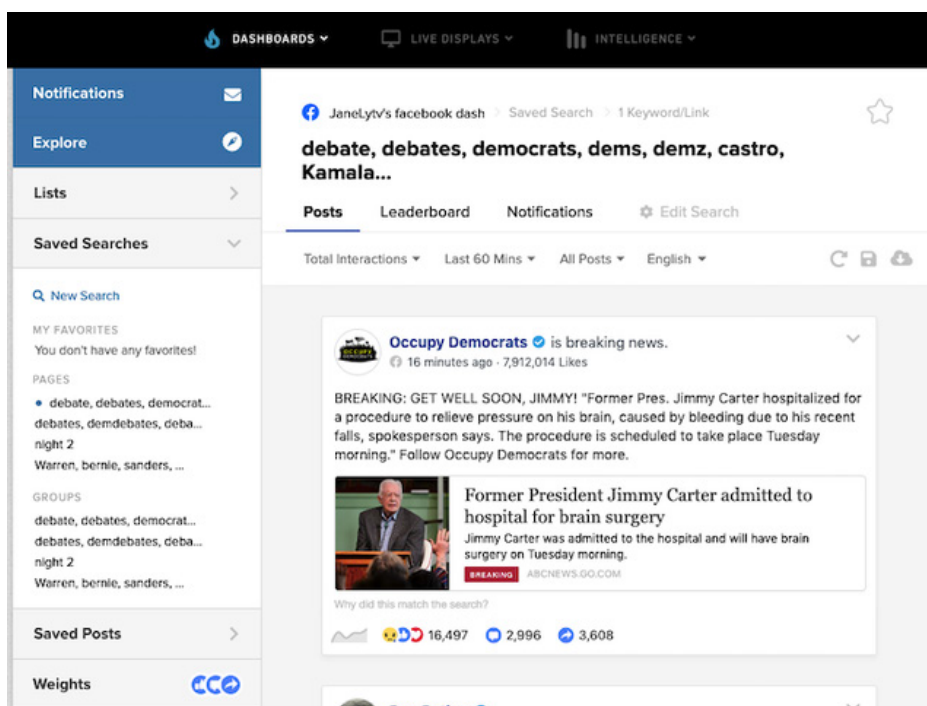 DASHBOARDS
LIVE DISPLAYS
INTELLIGENCE
Notifications
Explore
Lists
Saved Searches
New Search
MY FAVORITES
You don't have any favorites!
PAGES
debate, debates, democrat...
debates, demdebates, deba...
night 2
Warren, bernie, sanders, ...
GROUPS
debate, debates, democrat...
debates, demdebates, deba...
night 2
Warren, bernie, sanders, ...
Saved Posts
Weights
JaneLytv's facebook dash > Saved Search > 1 Keyword/Link
debate, debates, democrats, dems, demz, castro,
Kamala...
Posts Leaderboard Notifications Edit Search
Total Interactions Last 60 Mins All Posts English
Occupy Democrats is breaking news.
16 minutes ago · 7,912,014 Likes
BREAKING: GET WELL SOON, JIMMY! "Former Pres. Jimmy Carter hospitalized for
a procedure to relieve pressure on his brain, caused by bleeding due to his recent
falls, spokesperson says. The procedure is scheduled to take place Tuesday
morning." Follow Occupy Democrats for more.
OCCUPY
DEMOCRATS
Former President Jimmy Carter admitted to
hospital for brain surgery
Jimmy Carter was admitted to the hospital and will have brain
surgery on Tuesday morning.
BREAKING ABCNEWS.GO.COM
Why did this match the search?
16,497 2,996 3,608